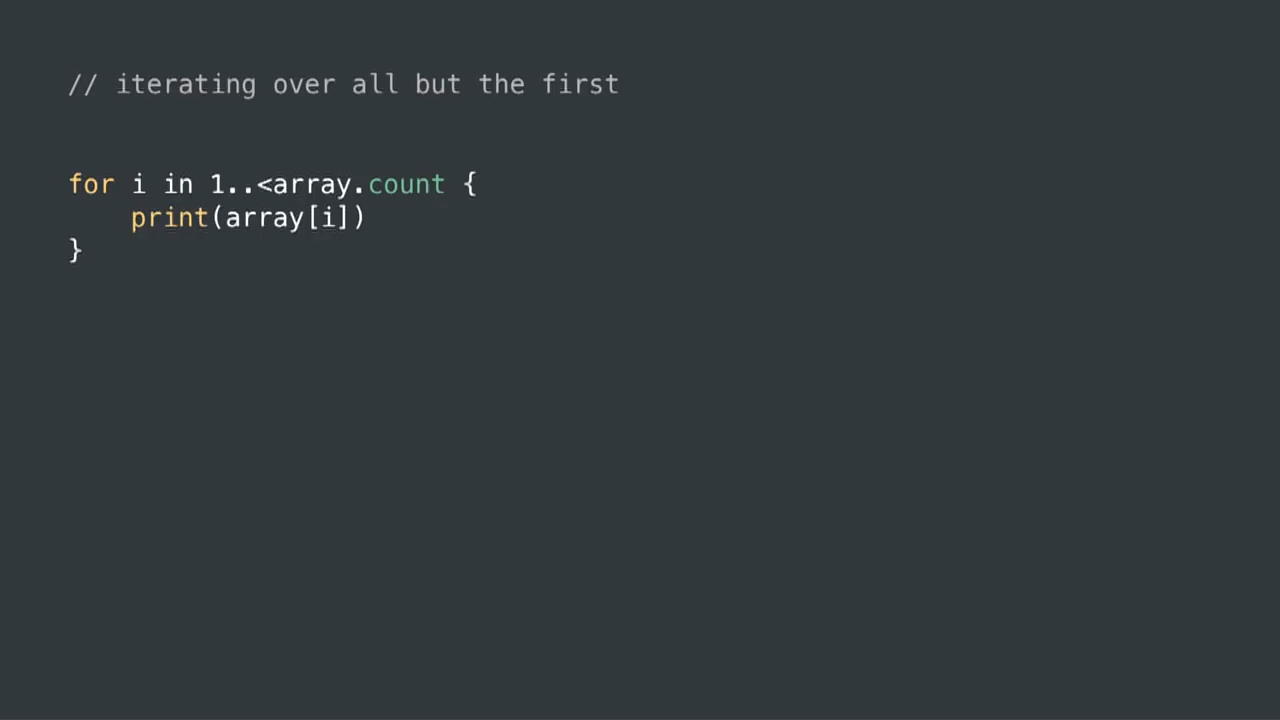 // iterating over all but the first
for i in 1..<array.count {
    print(array[i])
}